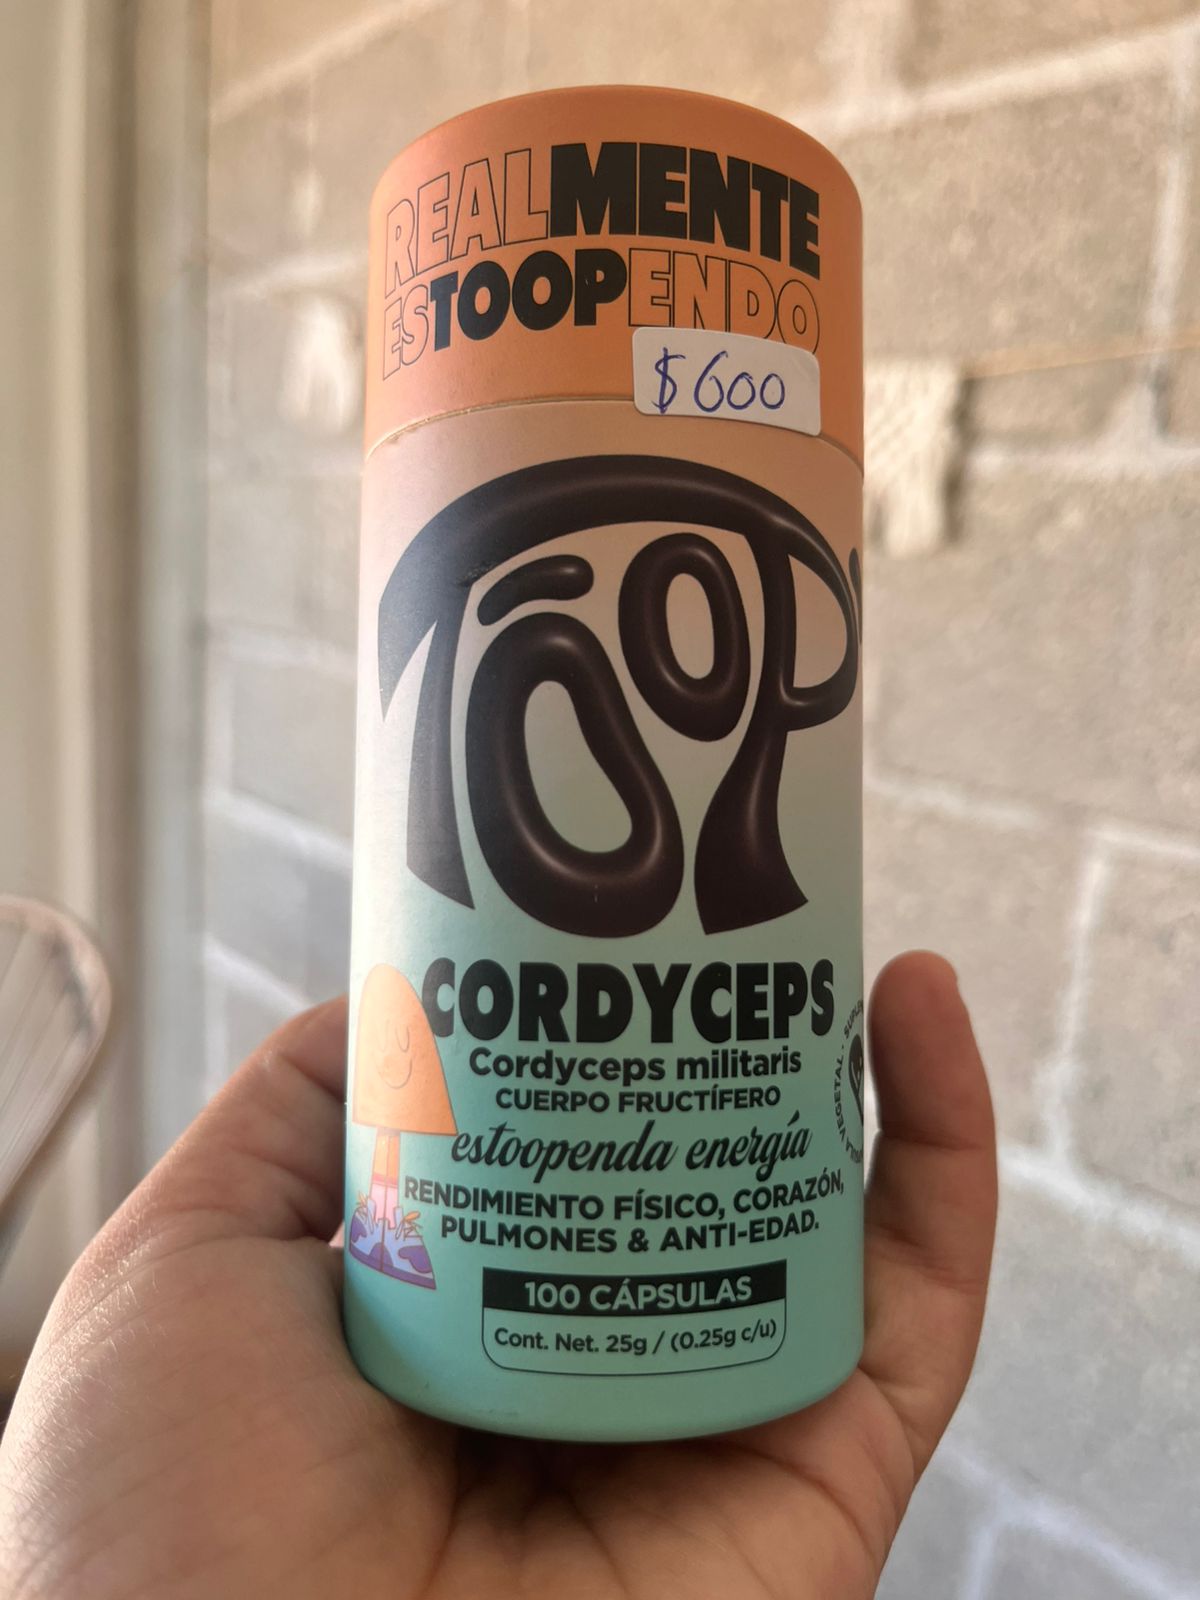 REALMENTE
ESTOOPENDO
$600
TOOP
CORDYCEPS
Cordyceps militaris
CUERPO FRUCTÍFERO
estoopenda energía
RENDIMIENTO FÍSICO, CORAZÓN,
PULMONES & ANTI-EDAD.
100 CÁPSULAS
Cont. Net. 25g / (0.25g c/u)
VEGETAL